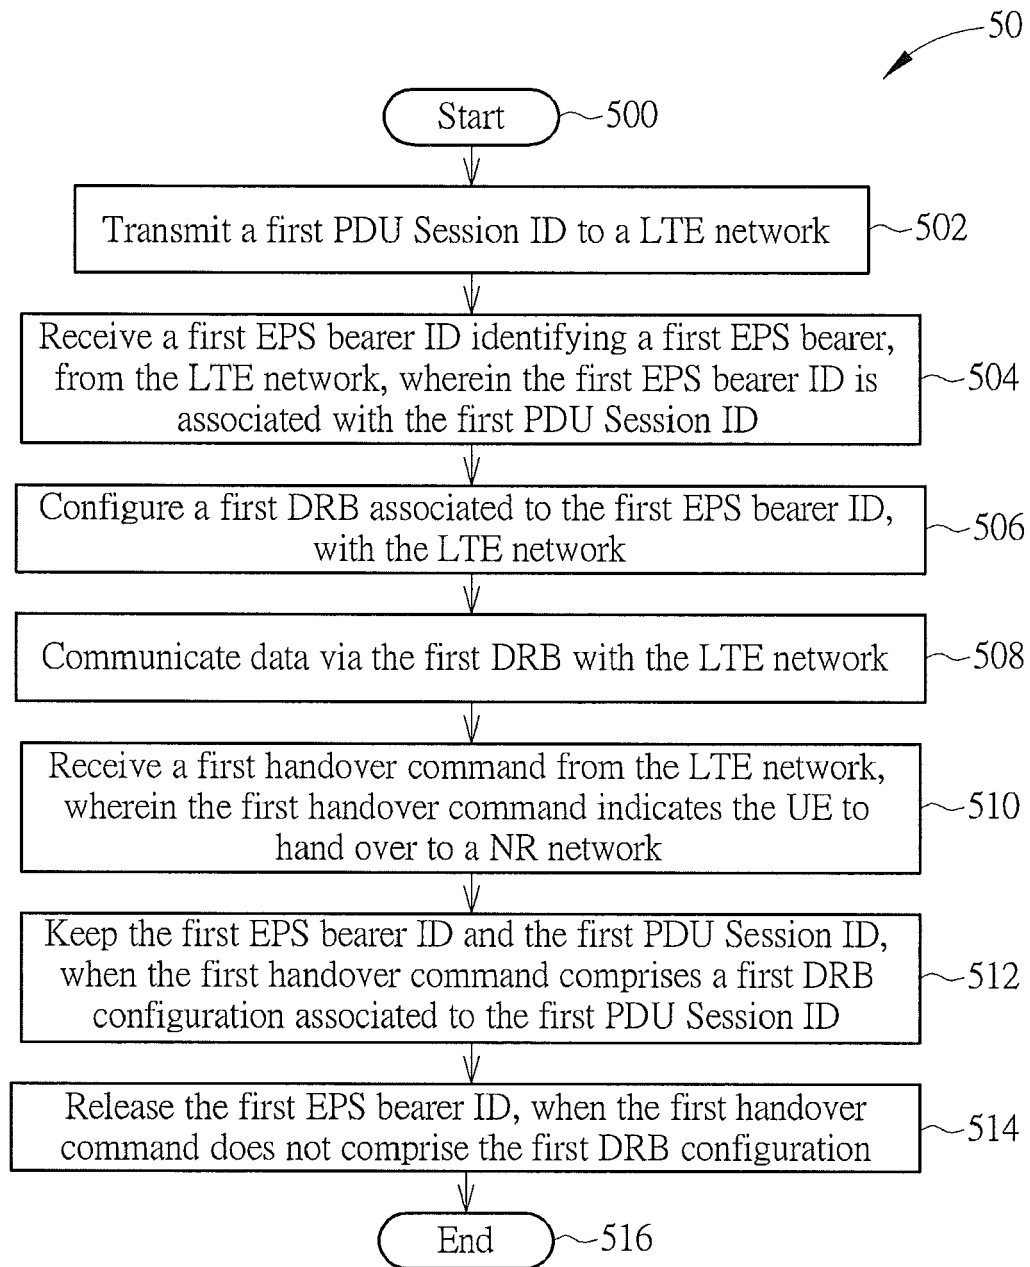 50
Start
500
Transmit a first PDU Session ID to a LTE network
502
Receive a first EPS bearer ID identifying a first EPS bearer,
from the LTE network, wherein the first EPS bearer ID is
associated with the first PDU Session ID
504
Configure a first DRB associated to the first EPS bearer ID,
with the LTE network
506
Communicate data via the first DRB with the LTE network
508
Receive a first handover command from the LTE network,
wherein the first handover command indicates the UE to
hand over to a NR network
510
Keep the first EPS bearer ID and the first PDU Session ID,
when the first handover command comprises a first DRB
configuration associated to the first PDU Session ID
512
Release the first EPS bearer ID, when the first handover
command does not comprise the first DRB configuration
514
End
516